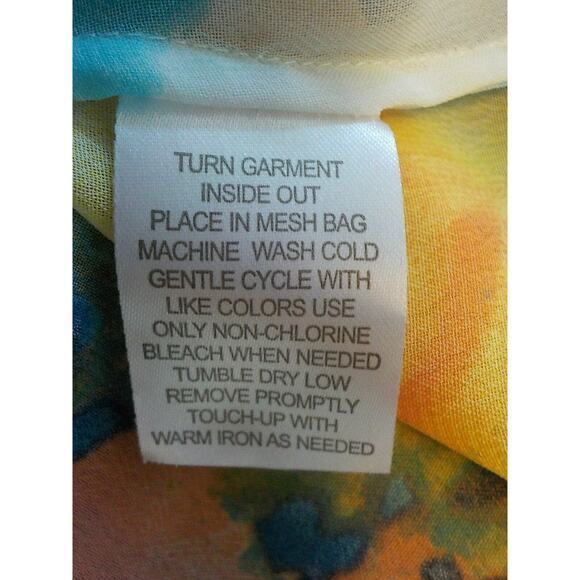 TURN GARMENT
INSIDE OUT
PLACE IN MESH BAG
MACHINE WASH COLD
GENTLE CYCLE WITH
LIKE COLORS USE
ONLY NON-CHLORINE
BLEACH WHEN NEEDED
TUMBLE DRY LOW
REMOVE PROMPTLY
TOUCH-UP WITH
WARM IRON AS NEEDED